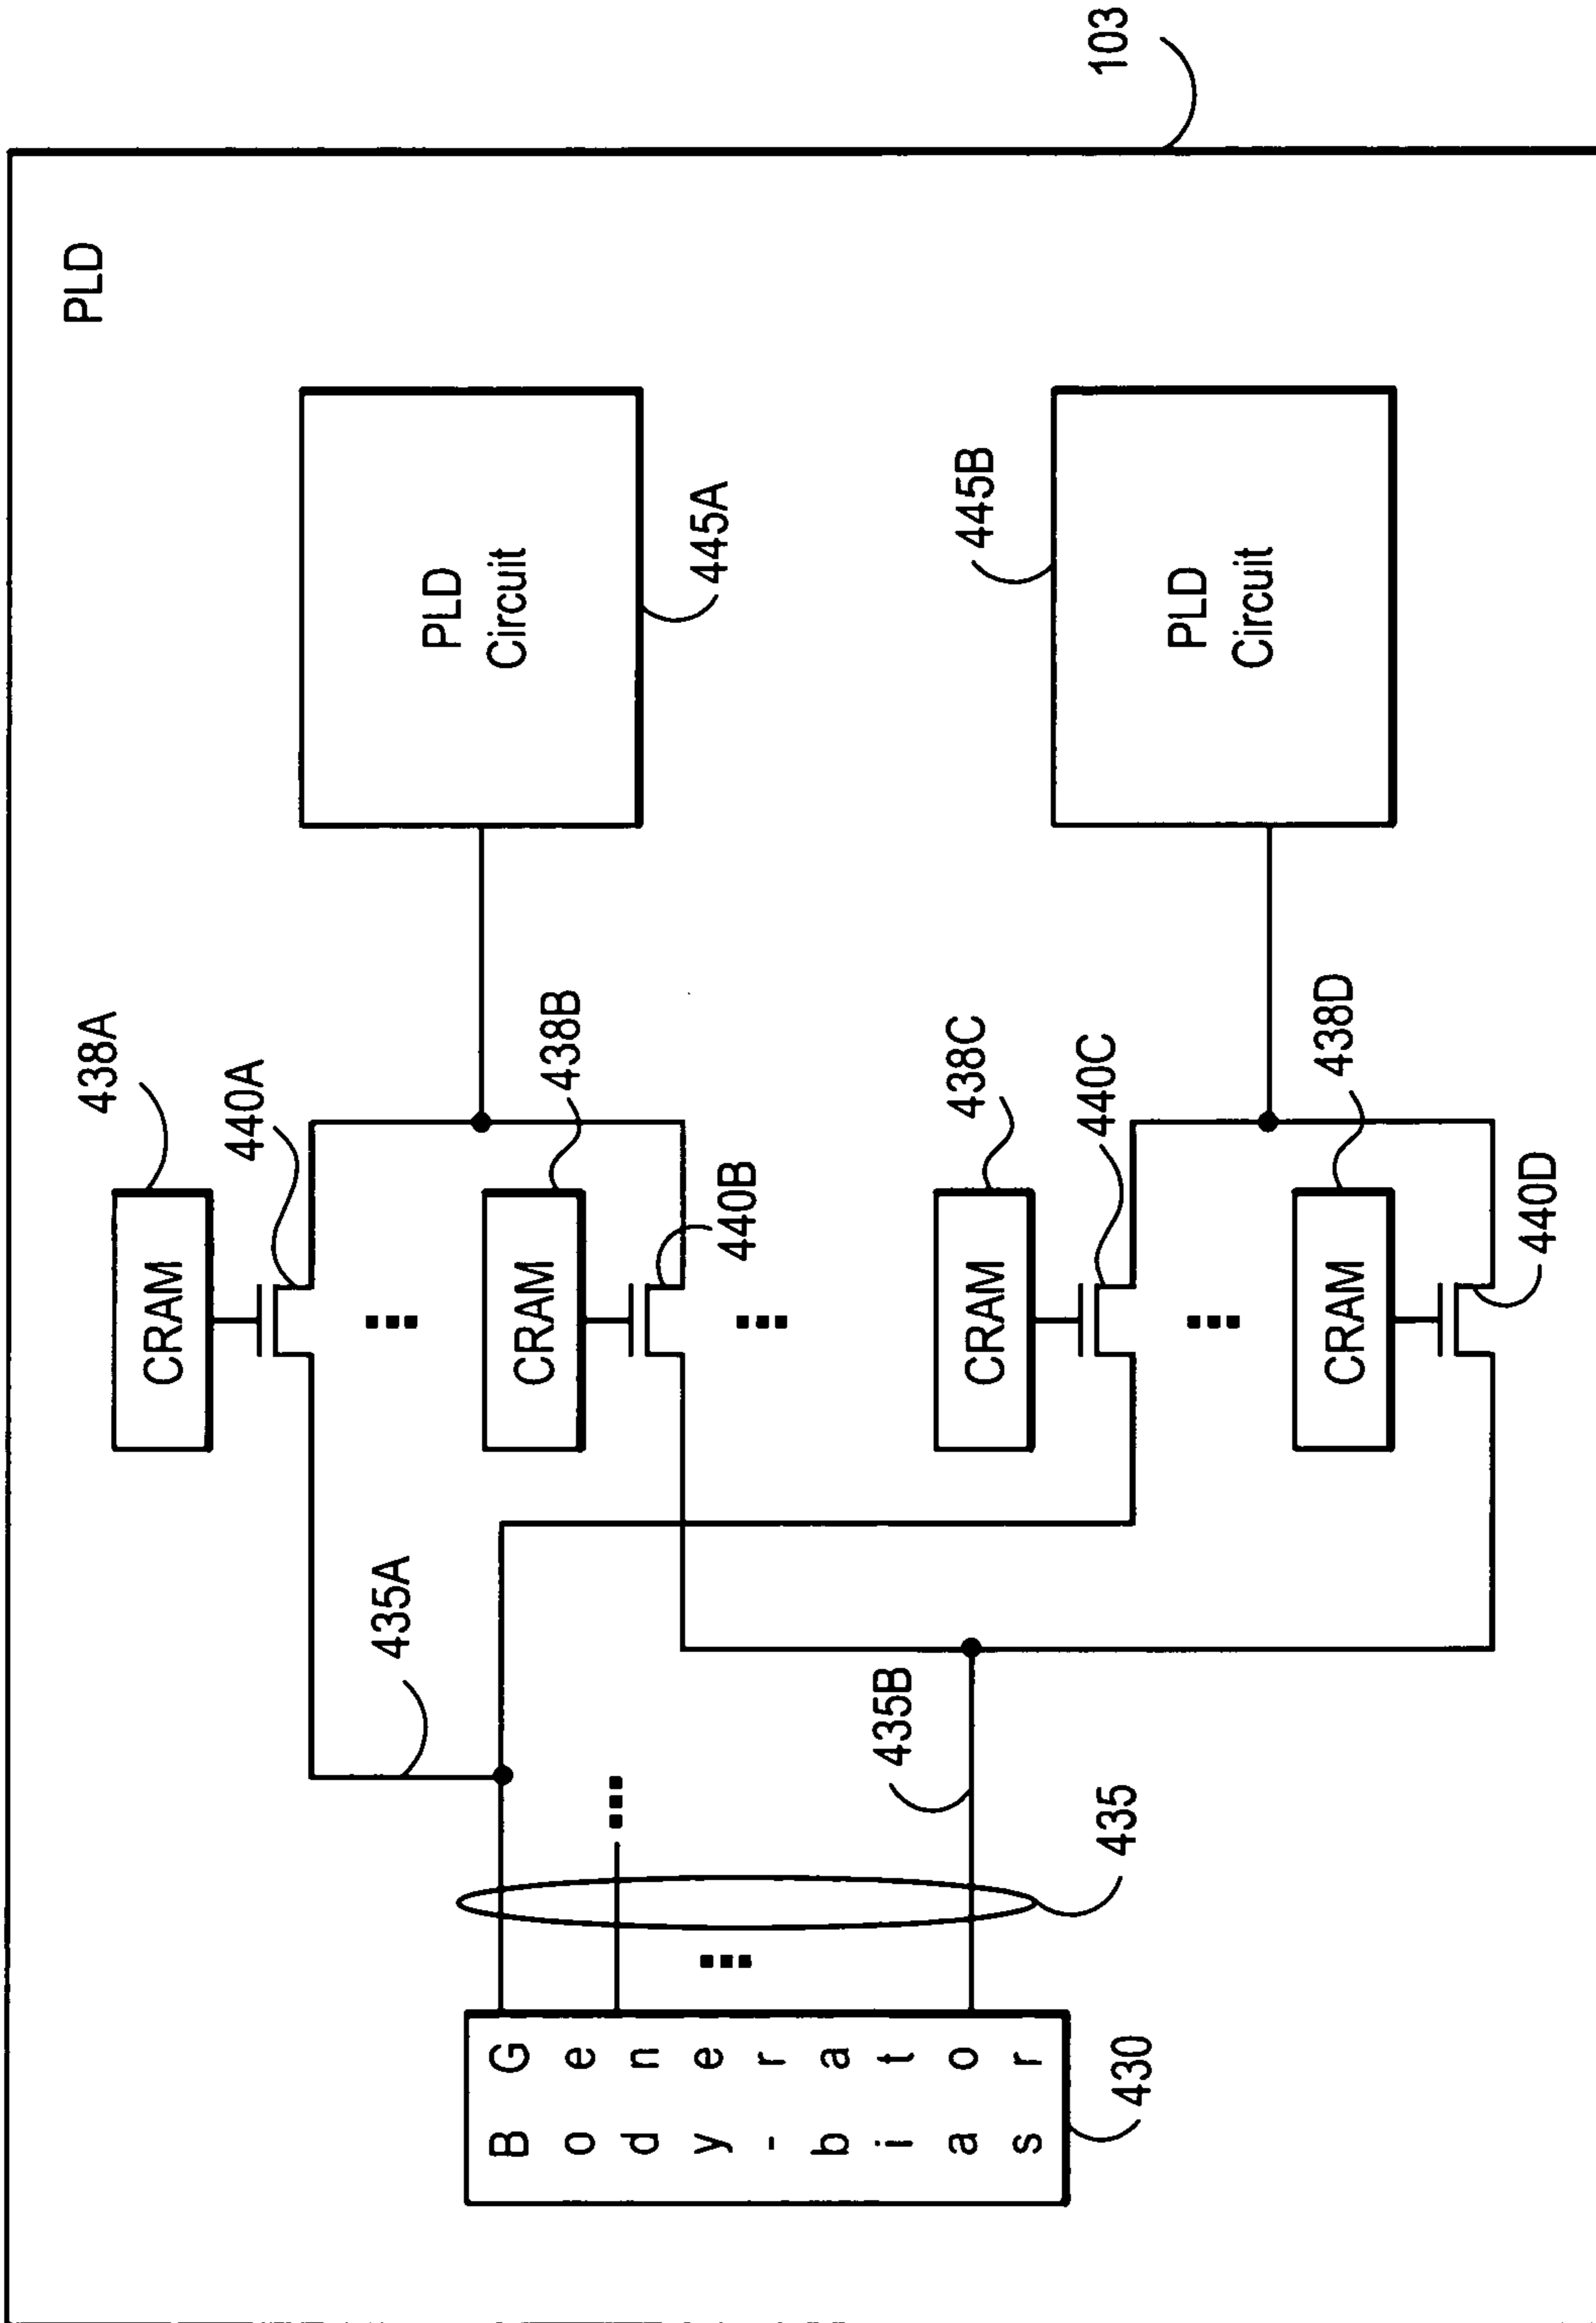 PLD
103
438A
CRAM
440A
438B
CRAM
440B
PLD
Circuit
445A
435A
438C
CRAM
440C
435B
438D
CRAM
440D
445B
PLD
Circuit
435
Body-bias
Generator
430